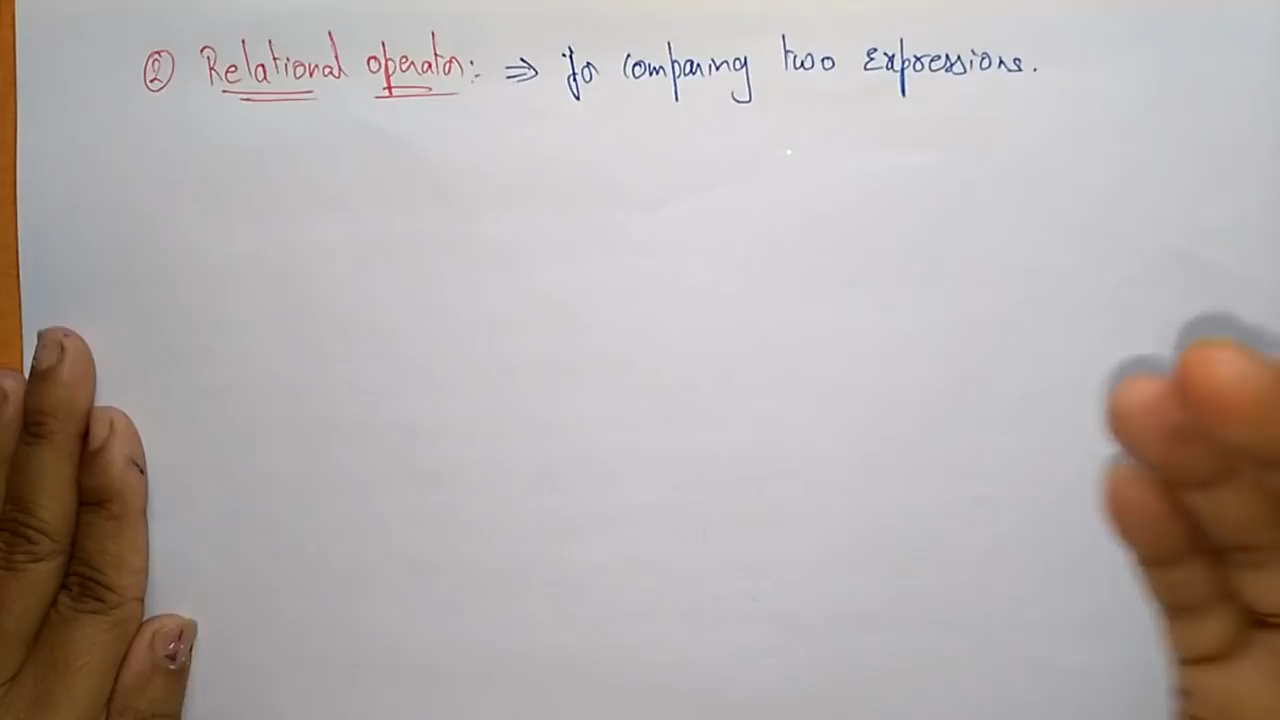 ② Relational operator:- ⇒ for comparing two Expressions.